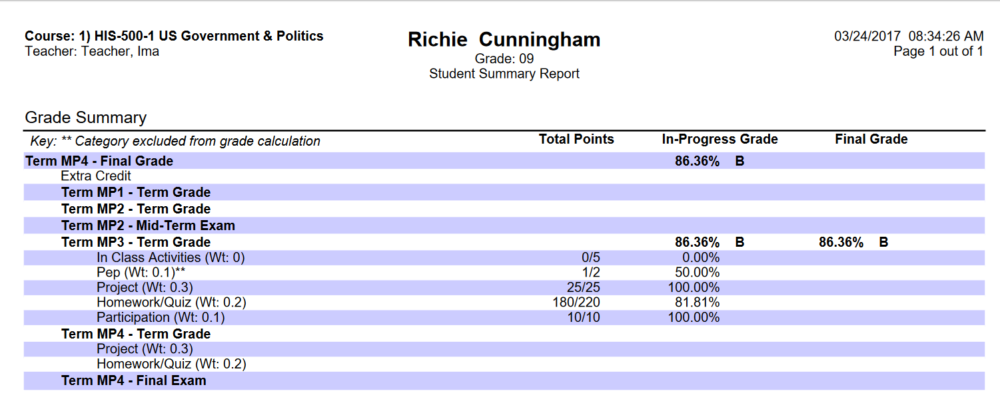 Course: 1) HIS-500-1 US Government & Politics
Teacher: Teacher, Ima
Richie Cunningham
Grade: 09
Student Summary Report
03/24/2017 08:34:26 AM
Page 1 out of 1
Grade Summary
Key: ** Category excluded from grade calculation Total Points In-Progress Grade Final Grade
Term MP4 - Final Grade 86.36% B
Extra Credit
Term MP1 - Term Grade
Term MP2 - Term Grade
Term MP2 - Mid-Term Exam
Term MP3 - Term Grade 86.36% B 86.36% B
In Class Activities (Wt: 0) 0/5 0.00%
Pep (Wt: 0.1)** 1/2 50.00%
Project (Wt: 0.3) 25/25 100.00%
Homework/Quiz (Wt: 0.2) 180/220 81.81%
Participation (Wt: 0.1) 10/10 100.00%
Term MP4 - Term Grade
Project (Wt: 0.3)
Homework/Quiz (Wt: 0.2)
Term MP4 - Final Exam